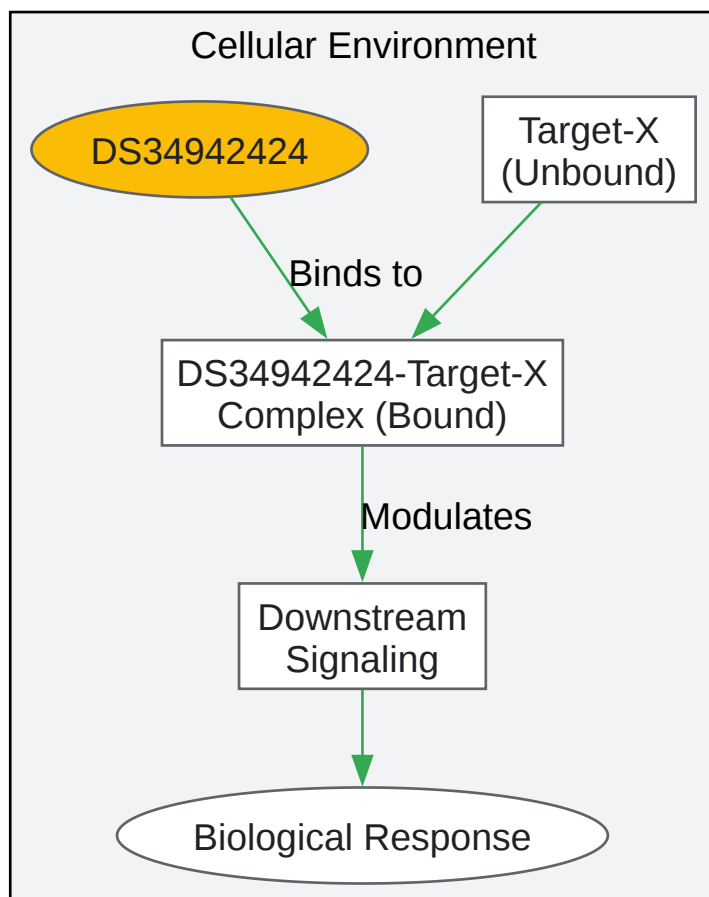 Cellular Environment
DS34942424
Target-X
(Unbound)
Binds to
DS34942424-Target-X
Complex (Bound)
Modulates
Downstream
Signaling
Biological Response